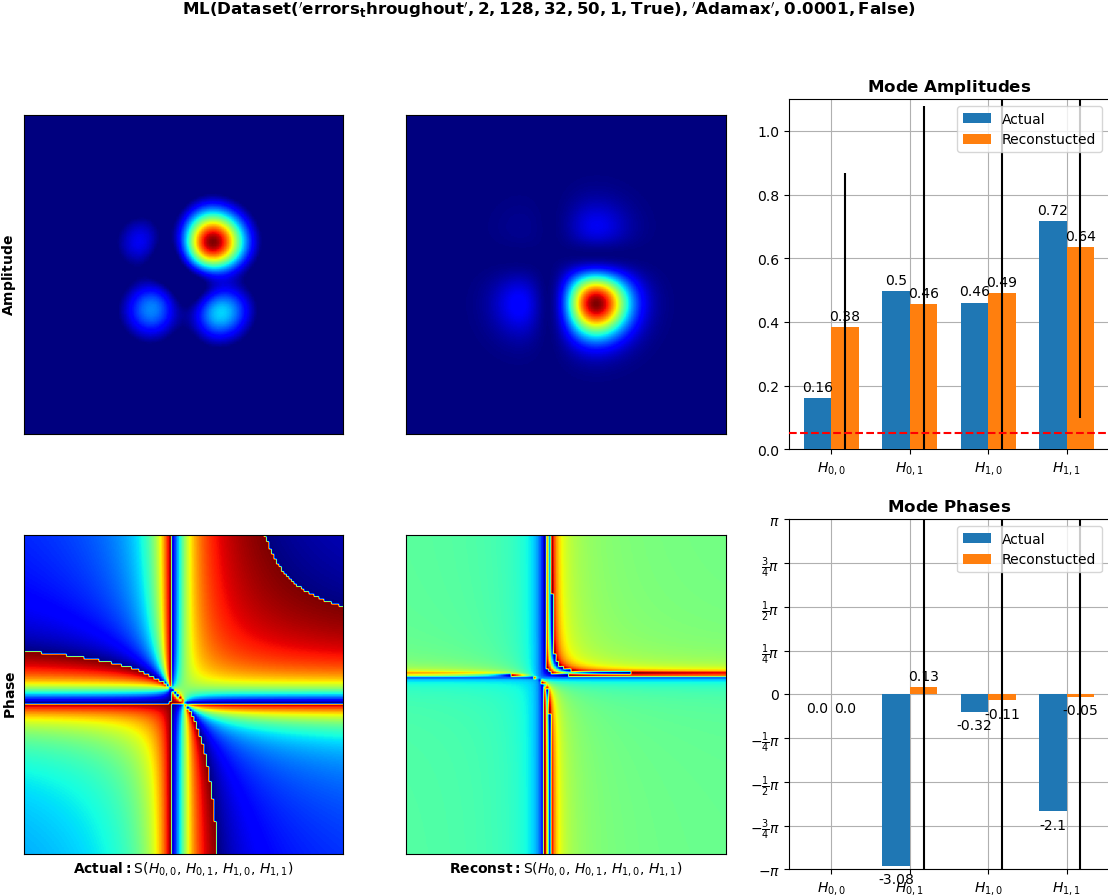 ML(Dataset('errors_throughout', 2, 128, 32, 50, 1, True), 'Adamax', 0.0001, False)
Amplitude
Mode Amplitudes
Actual
Reconstucted
1.0
0.8
0.6
0.4
0.2
0.0
0.16
0.38
0.5
0.46
0.46
0.49
0.72
0.64
H0,0
H0,1
H1,0
H1,1
Phase
Actual: S(H0,0, H0,1, H1,0, H1,1)
Reconst: S(H0,0, H0,1, H1,0, H1,1)
Mode Phases
Actual
Reconstucted
π
3/4π
1/2π
1/4π
0
−1/4π
−1/2π
−3/4π
−π
0.0
0.0
-3.08
0.13
-0.32
-0.11
-2.1
-0.05
H0,0
H0,1
H1,0
H1,1